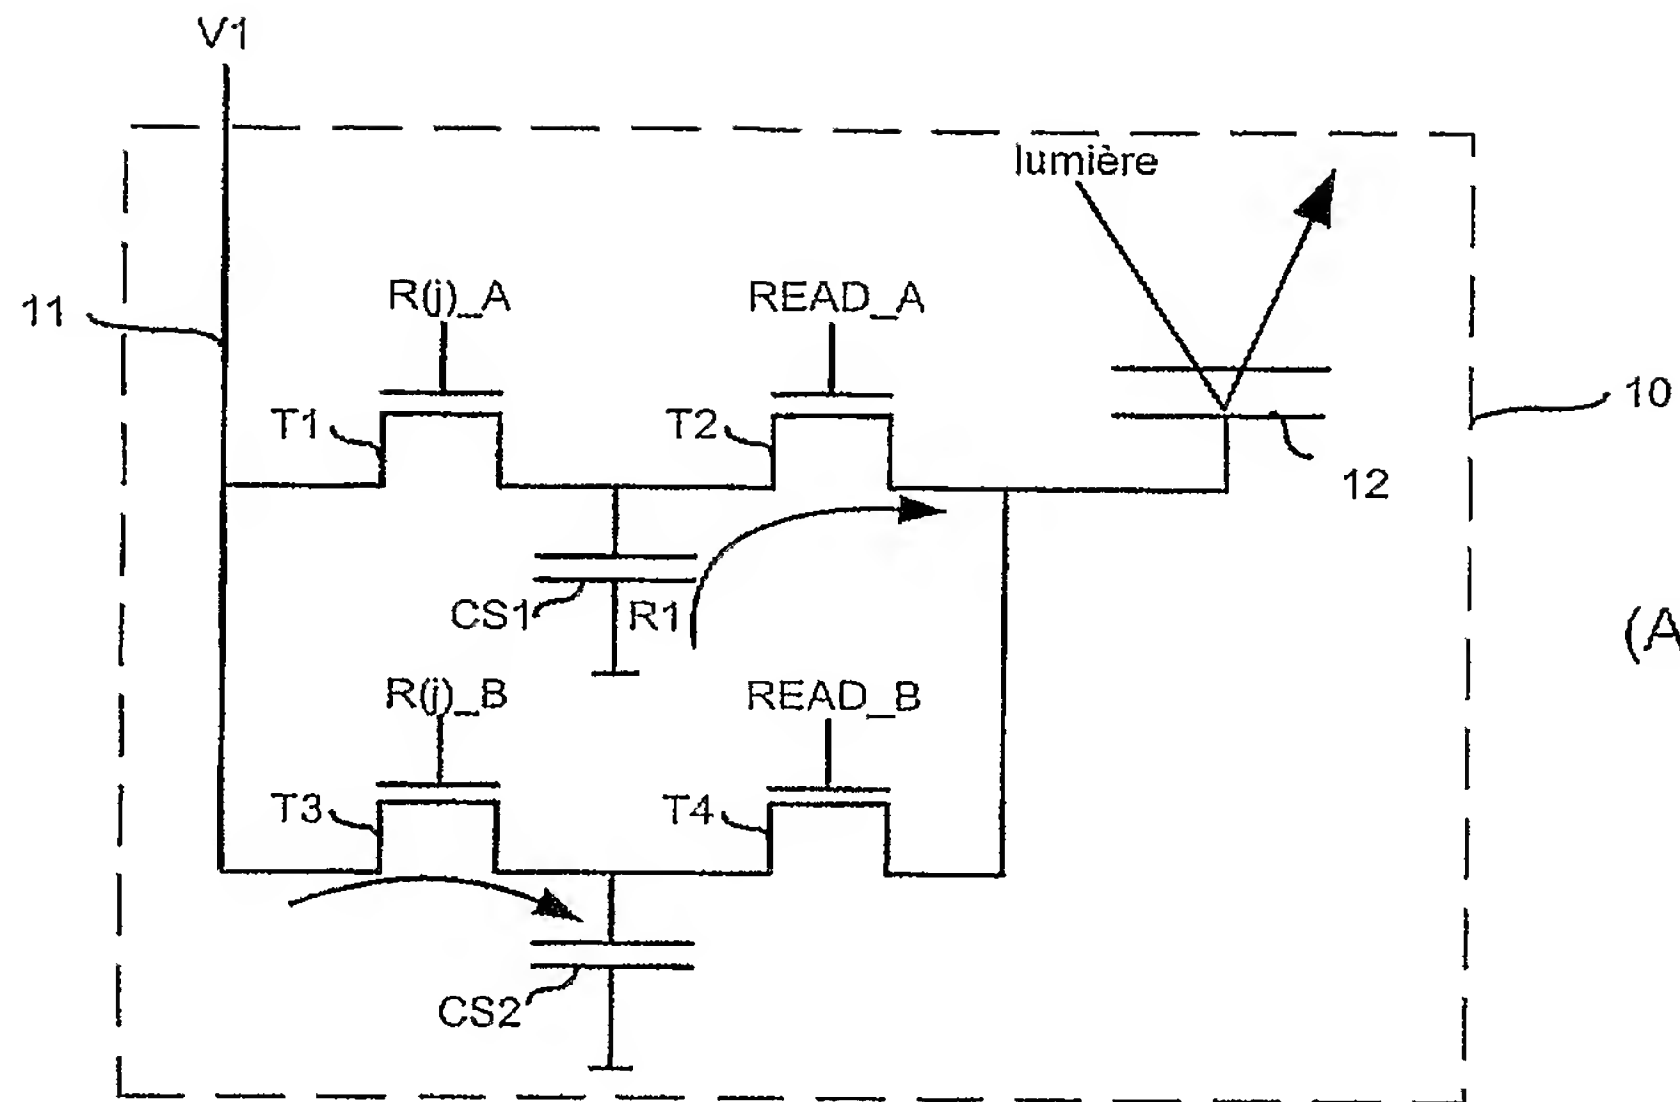 V1
lumière
11
R(j)_A
READ_A
T1
T2
10
12
CS1
R1
(A
R(j)_B
READ_B
T3
T4
CS2